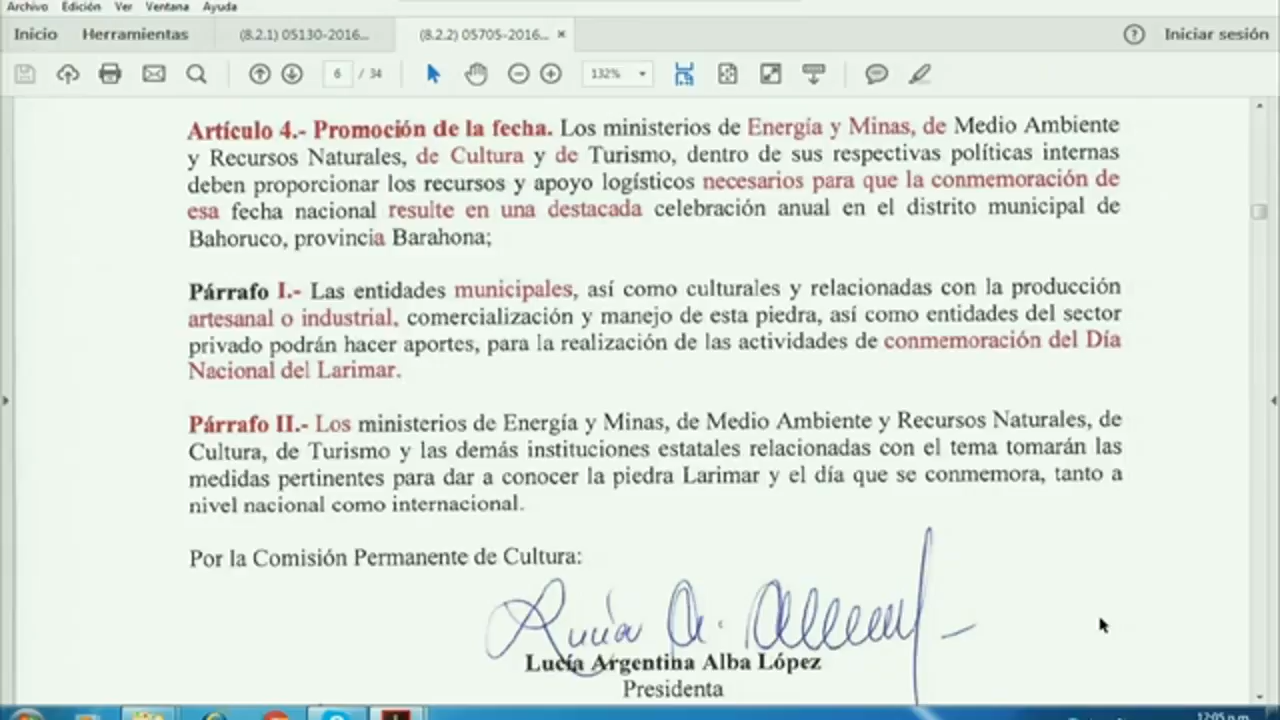 Archivo Edición Ver Ventana Ayuda
Inicio Herramientas (8.2.1) 05130-2016... (8.2.2) 05705-2016... × Iniciar sesión
6 / 34 132%
Artículo 4.- Promoción de la fecha. Los ministerios de Energía y Minas, de Medio Ambiente
y Recursos Naturales, de Cultura y de Turismo, dentro de sus respectivas políticas internas
deben proporcionar los recursos y apoyo logísticos necesarios para que la conmemoración de
esa fecha nacional resulte en una destacada celebración anual en el distrito municipal de
Bahoruco, provincia Barahona;
Párrafo I.- Las entidades municipales, así como culturales y relacionadas con la producción
artesanal o industrial, comercialización y manejo de esta piedra, así como entidades del sector
privado podrán hacer aportes, para la realización de las actividades de conmemoración del Día
Nacional del Larimar.
Párrafo II.- Los ministerios de Energía y Minas, de Medio Ambiente y Recursos Naturales, de
Cultura, de Turismo y las demás instituciones estatales relacionadas con el tema tomarán las
medidas pertinentes para dar a conocer la piedra Larimar y el día que se conmemora, tanto a
nivel nacional como internacional.
Por la Comisión Permanente de Cultura:
Lucía A.
Lucía Argentina Alba López
Presidenta
12:05 p.m.